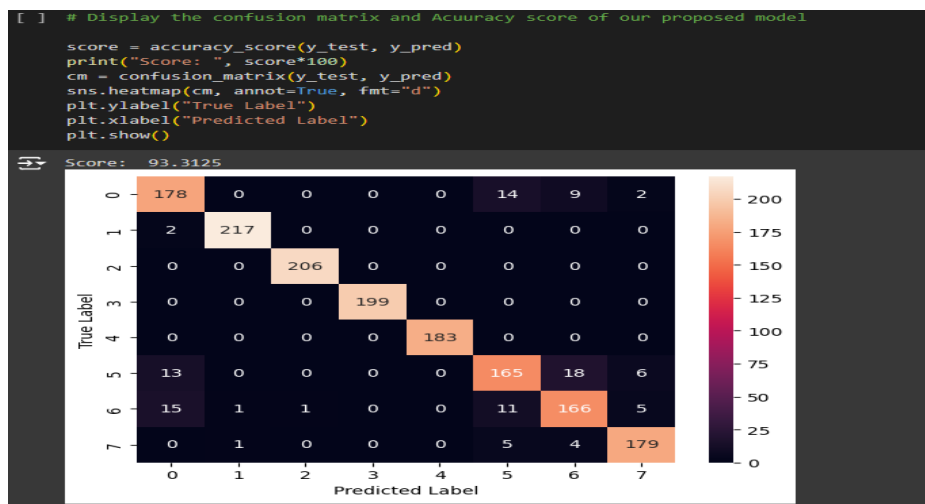 [ ] # Display the confusion matrix and Acuuracy score of our proposed model
score = accuracy_score(y_test, y_pred)
print("Score: ", score*100)
cm = confusion_matrix(y_test, y_pred)
sns.heatmap(cm, annot=True, fmt="d")
plt.ylabel("True Label")
plt.xlabel("Predicted Label")
plt.show()
Score: 93.3125
0 178 0 0 0 0 14 9 2
1 2 217 0 0 0 0 0 0
2 0 0 206 0 0 0 0 0
3 0 0 0 199 0 0 0 0
4 0 0 0 0 183 0 0 0
5 13 0 0 0 0 165 18 6
6 15 1 1 0 0 11 166 5
7 0 1 0 0 0 5 4 179
0 1 2 3 4 5 6 7
True Label
Predicted Label
200
175
150
125
100
75
50
25
0